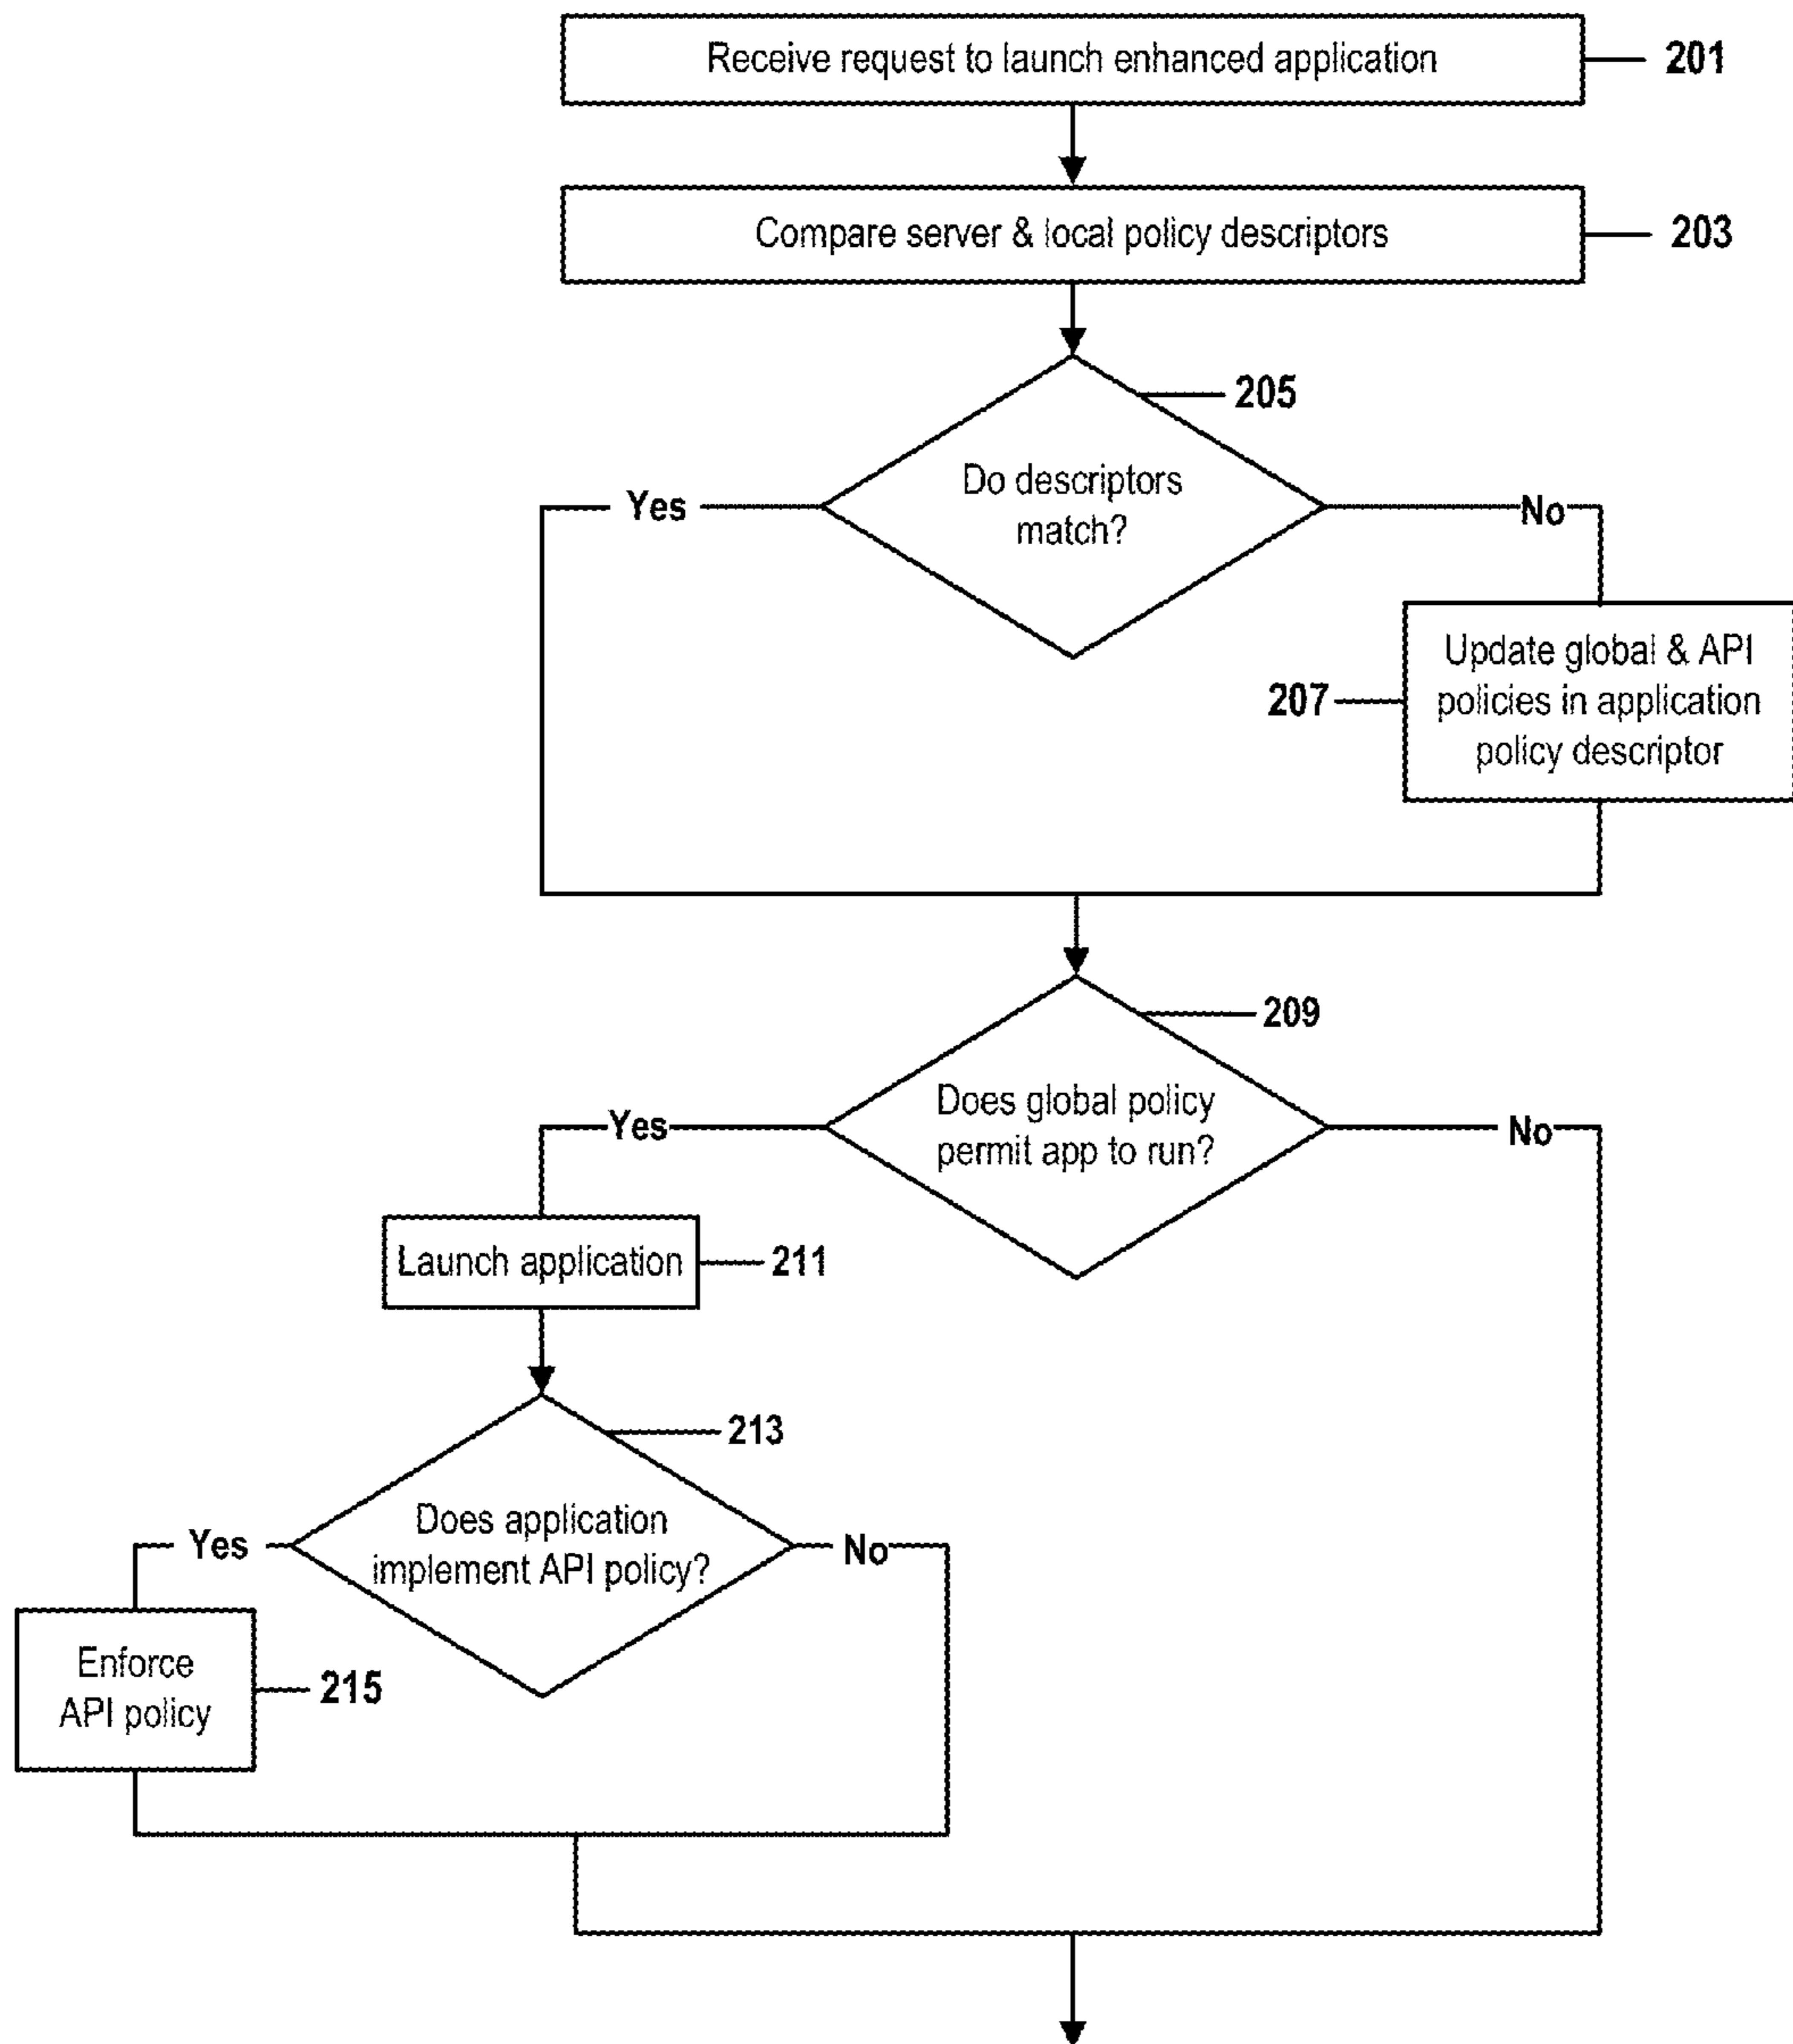 Receive request to launch enhanced application
201
Compare server & local policy descriptors
203
205
Do descriptors
match?
Yes
No
Update global & API
policies in application
policy descriptor
207
209
Does global policy
permit app to run?
Yes
No
Launch application
211
213
Does application
implement API policy?
Yes
No
Enforce
API policy
215